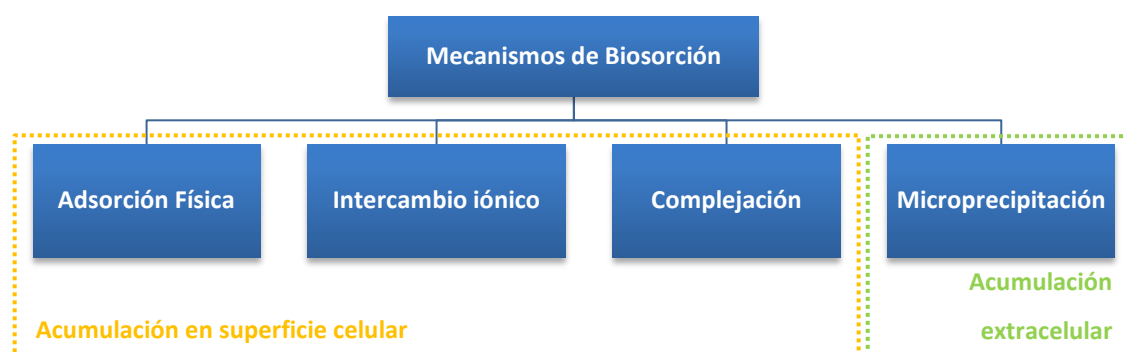 Mecanismos de Biosorción
Adsorción Física
Intercambio iónico
Complejación
Microprecipitación
Acumulación en superficie celular
Acumulación
extracelular